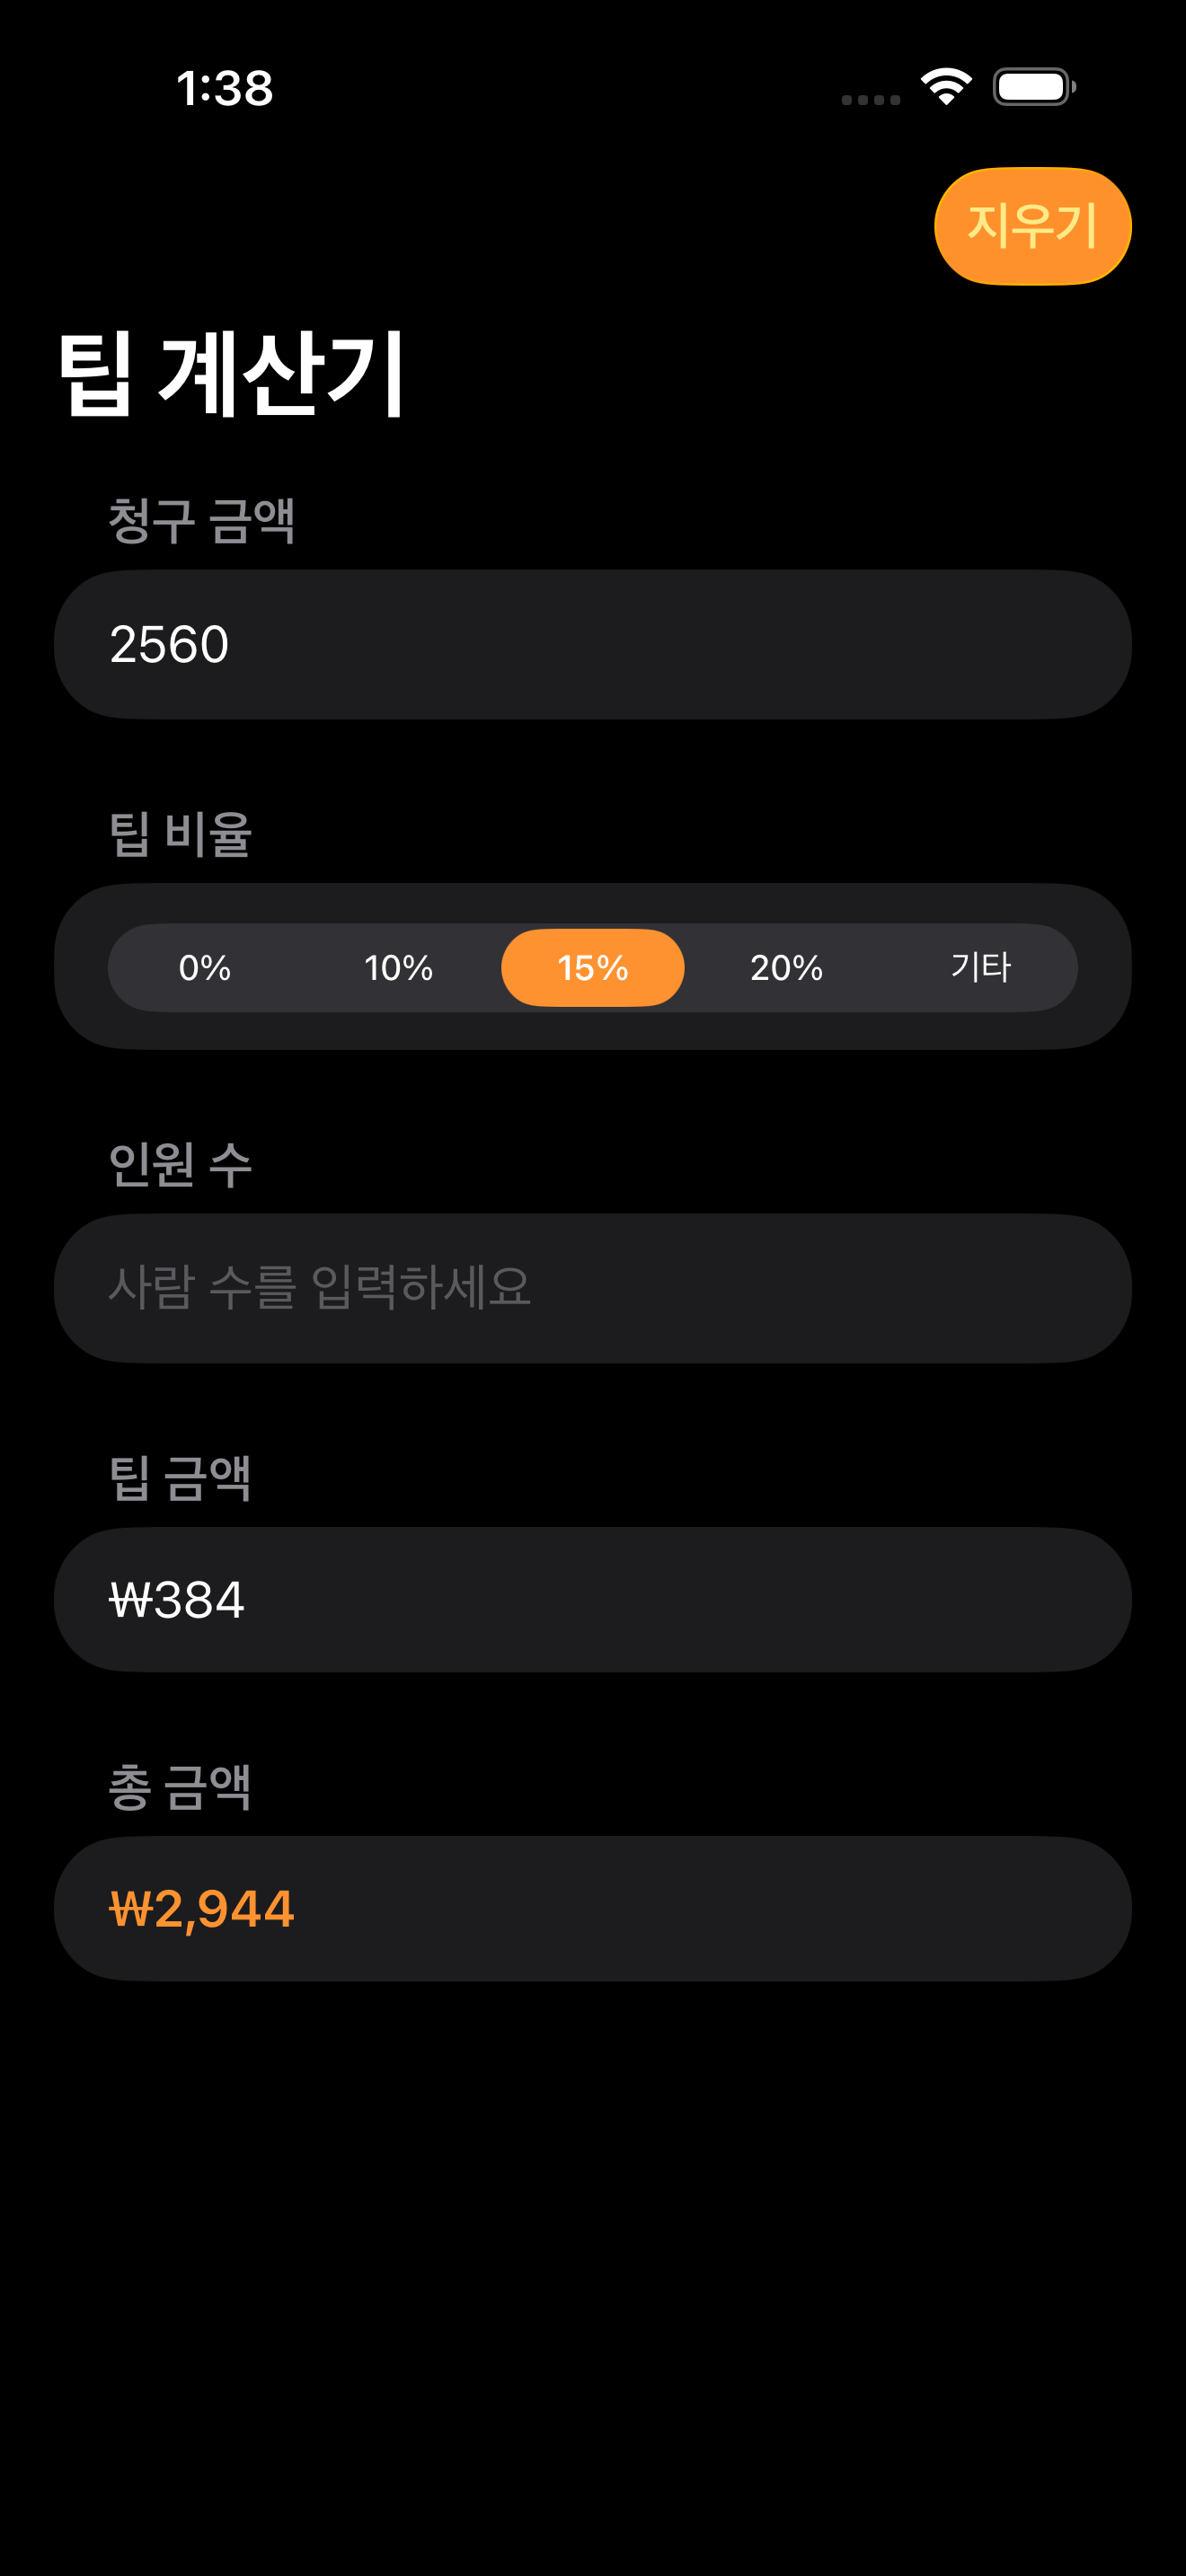 1:38
지우기
팁 계산기
청구 금액
2560
팁 비율
0% 10% 15% 20% 기타
인원 수
사람 수를 입력하세요
팁 금액
₩384
총 금액
₩2,944